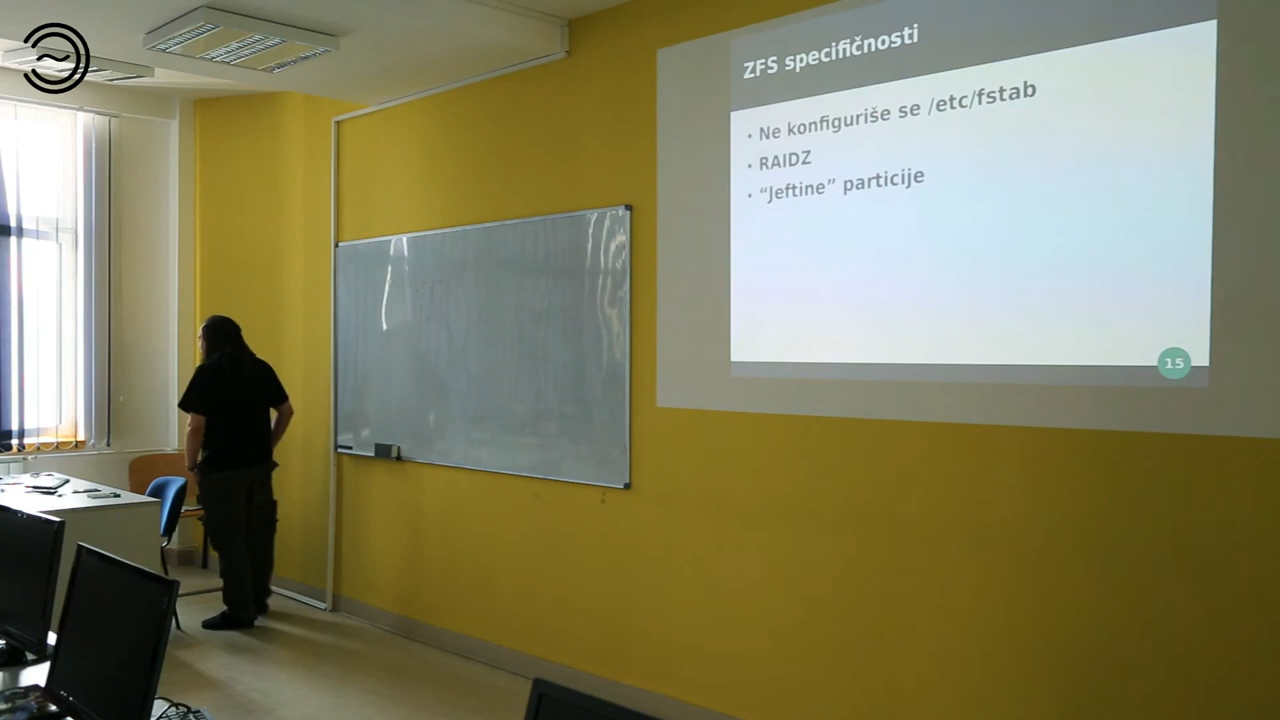 ZFS specifičnosti
• Ne konfiguriše se /etc/fstab
• RAIDZ
• “Jeftine” particije
15